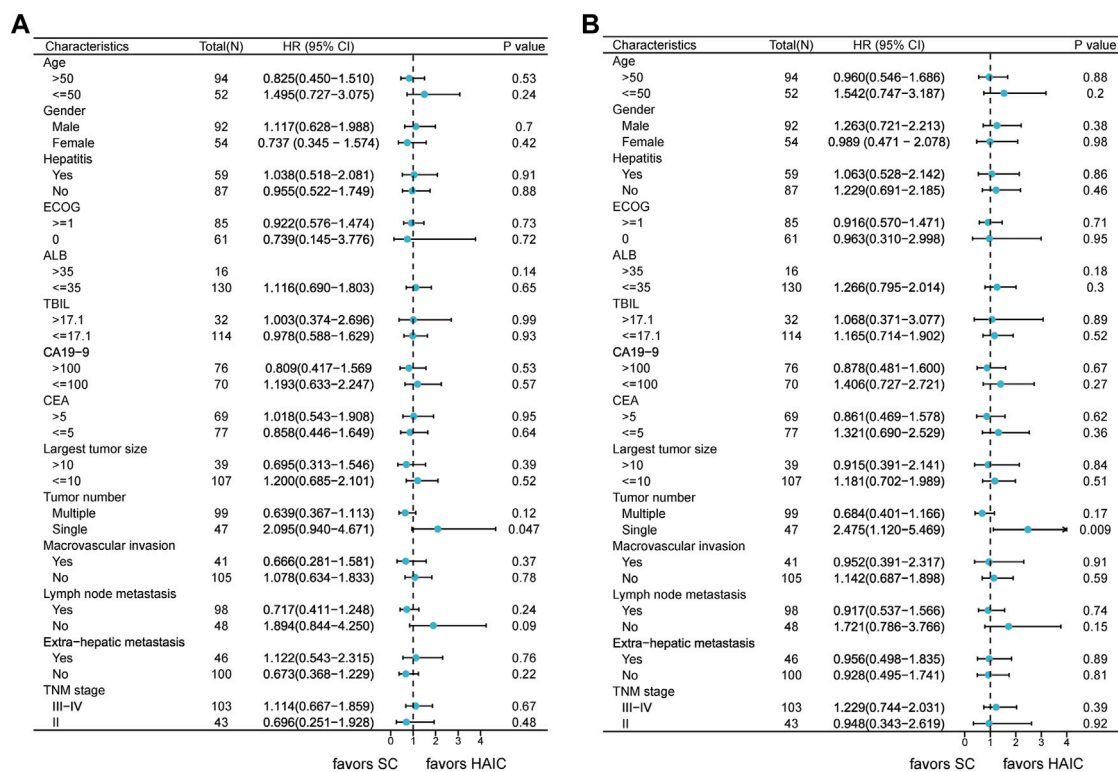 A
Characteristics Total(N) HR (95% CI) P value
Age
>50 94 0.825(0.450−1.510) 0.53
<=50 52 1.495(0.727−3.075) 0.24
Gender
Male 92 1.117(0.628−1.988) 0.7
Female 54 0.737 (0.345 − 1.574) 0.42
Hepatitis
Yes 59 1.038(0.518−2.081) 0.91
No 87 0.955(0.522−1.749) 0.88
ECOG
>=1 85 0.922(0.576−1.474) 0.73
0 61 0.739(0.145−3.776) 0.72
ALB
>35 16 0.14
<=35 130 1.116(0.690−1.803) 0.65
TBIL
>17.1 32 1.003(0.374−2.696) 0.99
<=17.1 114 0.978(0.588−1.629) 0.93
CA19−9
>100 76 0.809(0.417−1.569 0.53
<=100 70 1.193(0.633−2.247) 0.57
CEA
>5 69 1.018(0.543−1.908) 0.95
<=5 77 0.858(0.446−1.649) 0.64
Largest tumor size
>10 39 0.695(0.313−1.546) 0.39
<=10 107 1.200(0.685−2.101) 0.52
Tumor number
Multiple 99 0.639(0.367−1.113) 0.12
Single 47 2.095(0.940−4.671) 0.047
Macrovascular invasion
Yes 41 0.666(0.281−1.581) 0.37
No 105 1.078(0.634−1.833) 0.78
Lymph node metastasis
Yes 98 0.717(0.411−1.248) 0.24
No 48 1.894(0.844−4.250) 0.09
Extra−hepatic metastasis
Yes 46 1.122(0.543−2.315) 0.76
No 100 0.673(0.368−1.229) 0.22
TNM stage
III−IV 103 1.114(0.667−1.859) 0.67
II 43 0.696(0.251−1.928) 0.48
0 1 2 3 4
favors SC favors HAIC
B
Characteristics Total(N) HR (95% CI) P value
Age
>50 94 0.960(0.546−1.686) 0.88
<=50 52 1.542(0.747−3.187) 0.2
Gender
Male 92 1.263(0.721−2.213) 0.38
Female 54 0.989 (0.471 − 2.078) 0.98
Hepatitis
Yes 59 1.063(0.528−2.142) 0.86
No 87 1.229(0.691−2.185) 0.46
ECOG
>=1 85 0.916(0.570−1.471) 0.71
0 61 0.963(0.310−2.998) 0.95
ALB
>35 16 0.18
<=35 130 1.266(0.795−2.014) 0.3
TBIL
>17.1 32 1.068(0.371−3.077) 0.89
<=17.1 114 1.165(0.714−1.902) 0.52
CA19−9
>100 76 0.878(0.481−1.600) 0.67
<=100 70 1.406(0.727−2.721) 0.27
CEA
>5 69 0.861(0.469−1.578) 0.62
<=5 77 1.321(0.690−2.529) 0.36
Largest tumor size
>10 39 0.915(0.391−2.141) 0.84
<=10 107 1.181(0.702−1.989) 0.51
Tumor number
Multiple 99 0.684(0.401−1.166) 0.17
Single 47 2.475(1.120−5.469) 0.009
Macrovascular invasion
Yes 41 0.952(0.391−2.317) 0.91
No 105 1.142(0.687−1.898) 0.59
Lymph node metastasis
Yes 98 0.917(0.537−1.566) 0.74
No 48 1.721(0.786−3.766) 0.15
Extra−hepatic metastasis
Yes 46 0.956(0.498−1.835) 0.89
No 100 0.928(0.495−1.741) 0.81
TNM stage
III−IV 103 1.229(0.744−2.031) 0.39
II 43 0.948(0.343−2.619) 0.92
0 1 2 3 4
favors SC favors HAIC